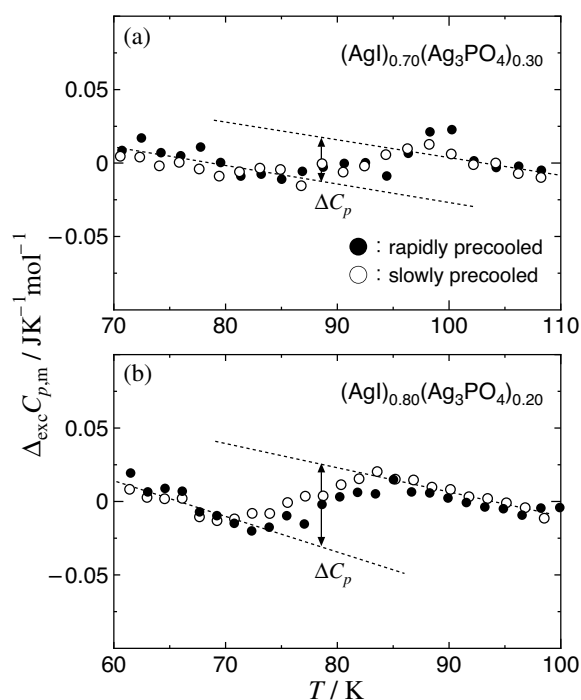 (a)
(AgI)0.70(Ag3PO4)0.30
0.05
0
−0.05
ΔCp
● : rapidly precooled
○ : slowly precooled
70 80 90 100 110
ΔexcCp,m / JK−1mol−1
(b)
(AgI)0.80(Ag3PO4)0.20
0.05
0
−0.05
ΔCp
60 70 80 90 100
T / K